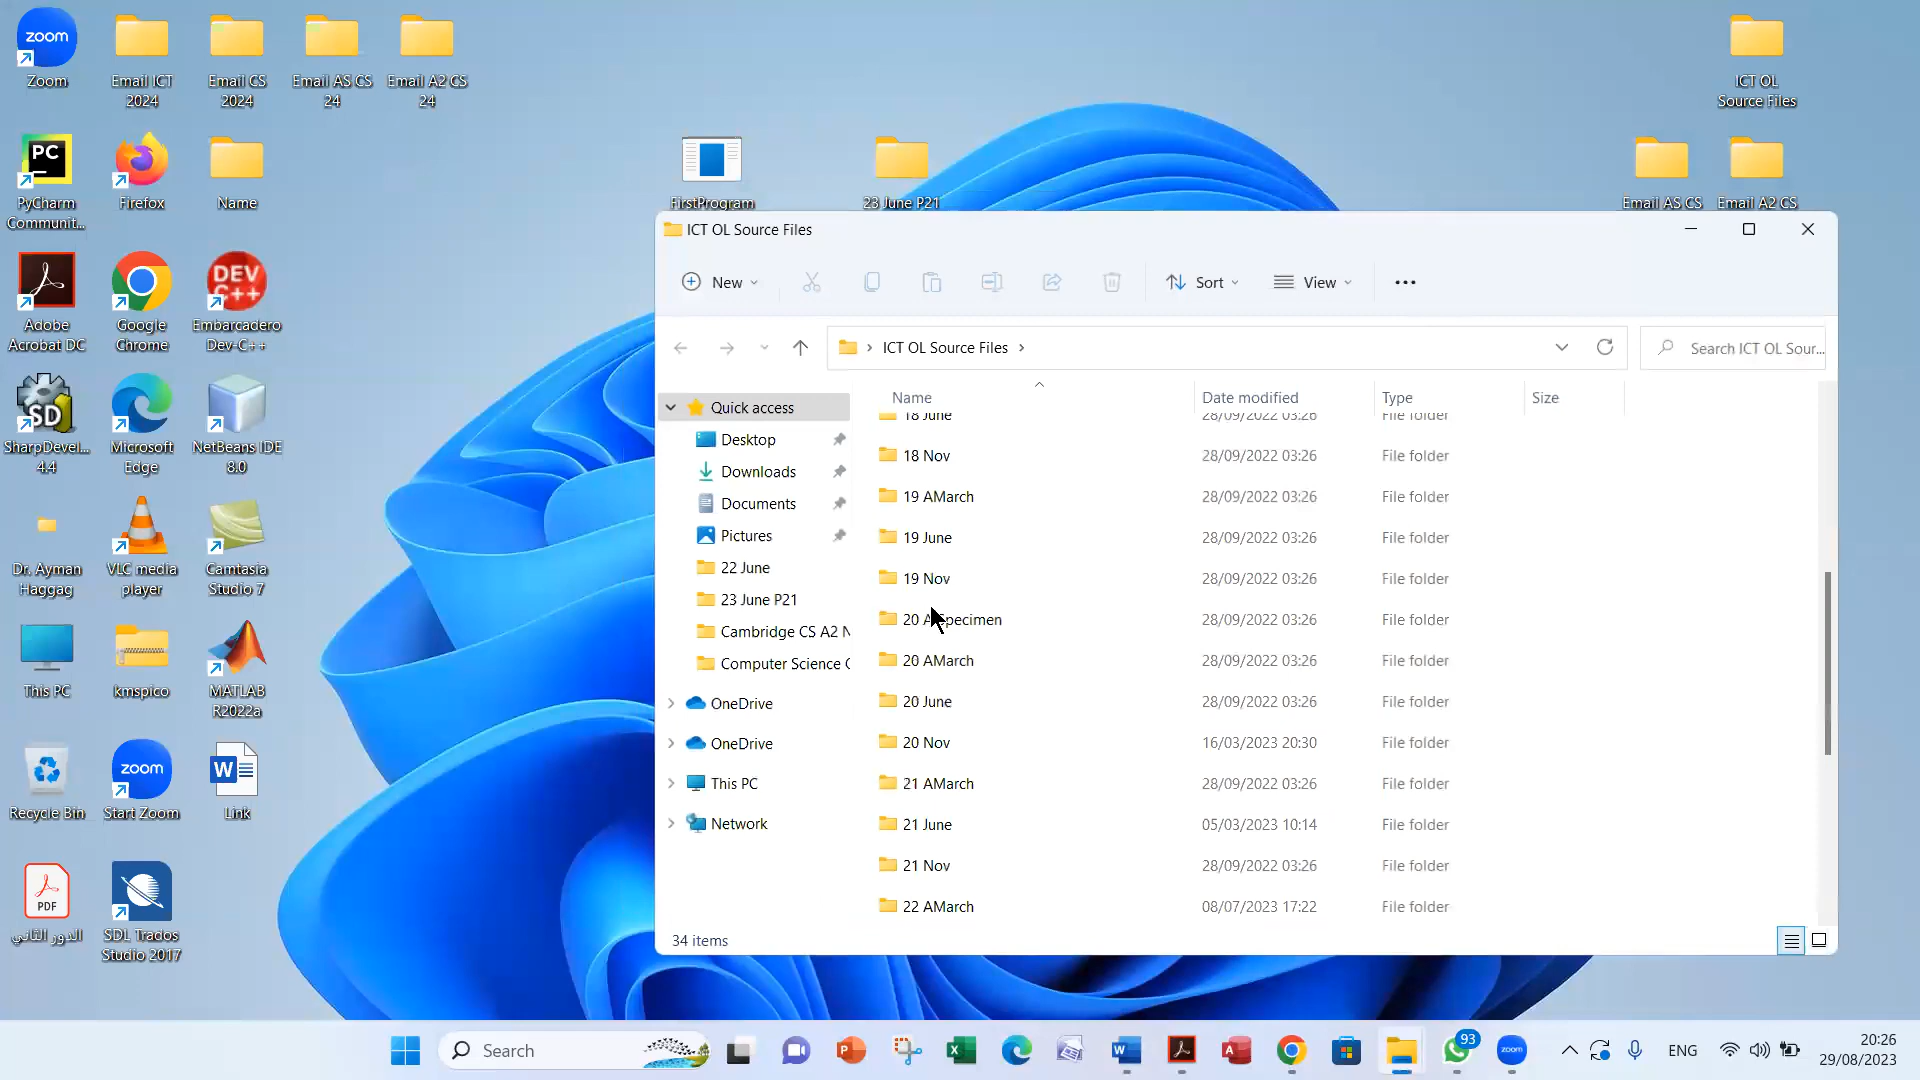 zoom
Zoom
Email ICT
2024
Email CS
2024
Email AS CS
24
Email A2 CS
24
ICT OL
Source Files
PC
PyCharm
Communit...
Firefox
Name
FirstProgram
23 June P21
Email AS CS
Email A2 CS
Adobe
Acrobat DC
Google
Chrome
DEV
C++
Embarcadero
Dev-C++
SD
SharpDevel...
4.4
Microsoft
Edge
NetBeans IDE
8.0
Dr. Ayman
Haggag
VLC media
player
Camtasia
Studio 7
This PC
kmspico
MATLAB
R2022a
Recycle Bin
zoom
Start Zoom
W
Link
PDF
الدور الثاني
SDL Trados
Studio 2017
ICT OL Source Files
New
Sort
View
ICT OL Source Files
Search ICT OL Sour...
Quick access
Desktop
Downloads
Documents
Pictures
22 June
23 June P21
Cambridge CS A2 N
Computer Science C
OneDrive
OneDrive
This PC
Network
Name Date modified Type Size
18 June 28/09/2022 03:26 File folder
18 Nov 28/09/2022 03:26 File folder
19 AMarch 28/09/2022 03:26 File folder
19 June 28/09/2022 03:26 File folder
19 Nov 28/09/2022 03:26 File folder
20 A Specimen 28/09/2022 03:26 File folder
20 AMarch 28/09/2022 03:26 File folder
20 June 28/09/2022 03:26 File folder
20 Nov 16/03/2023 20:30 File folder
21 AMarch 28/09/2022 03:26 File folder
21 June 05/03/2023 10:14 File folder
21 Nov 28/09/2022 03:26 File folder
22 AMarch 08/07/2023 17:22 File folder
34 items
Search
P
X
W
A
93
zoom
ENG
20:26
29/08/2023